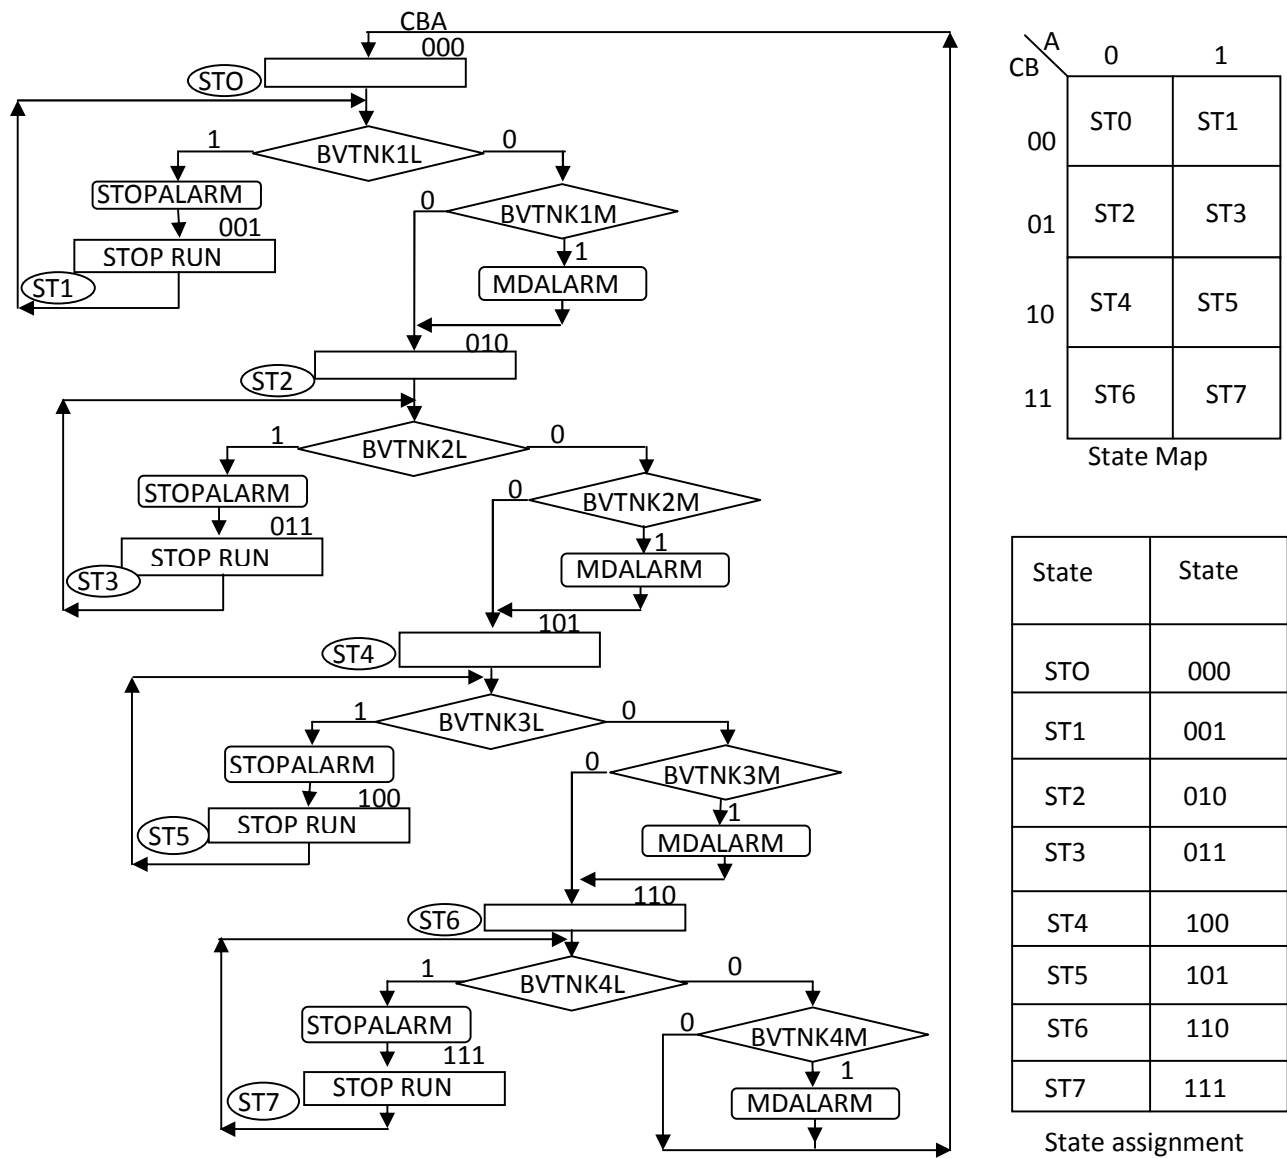 CBA
000
STO
BVTNK1L
1
0
STOPALARM
001
STOP RUN
ST1
BVTNK1M
0
1
MDALARM
010
ST2
BVTNK2L
1
0
STOPALARM
011
STOP RUN
ST3
BVTNK2M
0
1
MDALARM
101
ST4
BVTNK3L
1
0
STOPALARM
100
STOP RUN
ST5
BVTNK3M
0
1
MDALARM
110
ST6
BVTNK4L
1
0
STOPALARM
111
STOP RUN
ST7
BVTNK4M
0
1
MDALARM
A
CB
0 1
00 ST0 ST1
01 ST2 ST3
10 ST4 ST5
11 ST6 ST7
State Map
State State
STO 000
ST1 001
ST2 010
ST3 011
ST4 100
ST5 101
ST6 110
ST7 111
State assignment